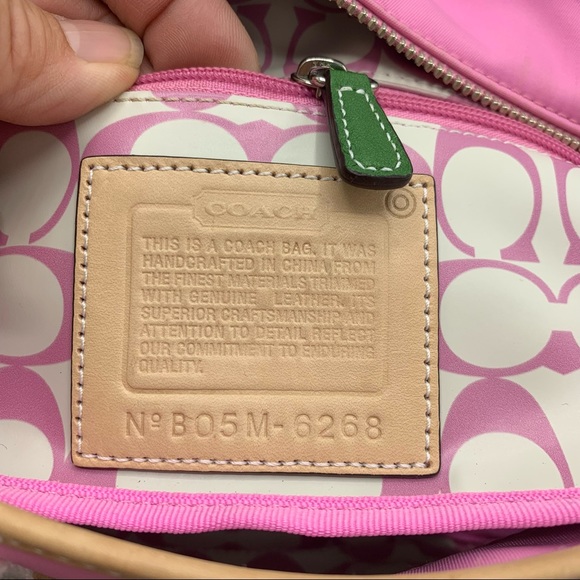 COACH
THIS IS A COACH BAG. IT WAS
HANDCRAFTED IN CHINA FROM
THE FINEST MATERIALS TRIMMED
WITH GENUINE LEATHER. ITS
SUPERIOR CRAFTSMANSHIP AND
ATTENTION TO DETAIL REFLECT
OUR COMMITMENT TO ENDURING
QUALITY.
Nº B05M-6268